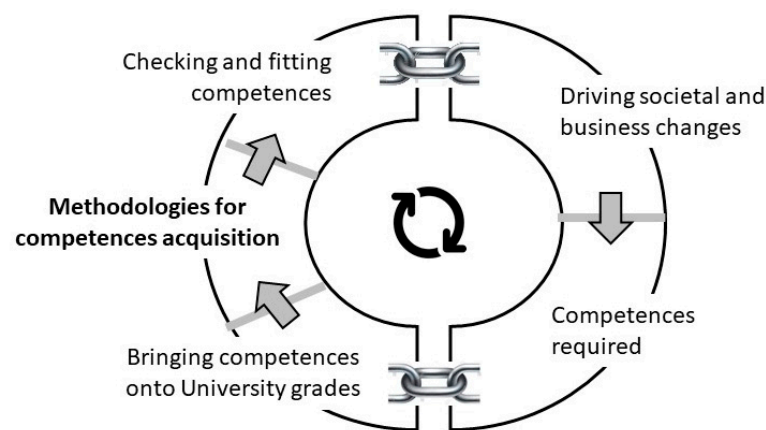 Checking and fitting
competences
Driving societal and
business changes
Methodologies for
competences acquisition
Competences
required
Bringing competences
onto University grades